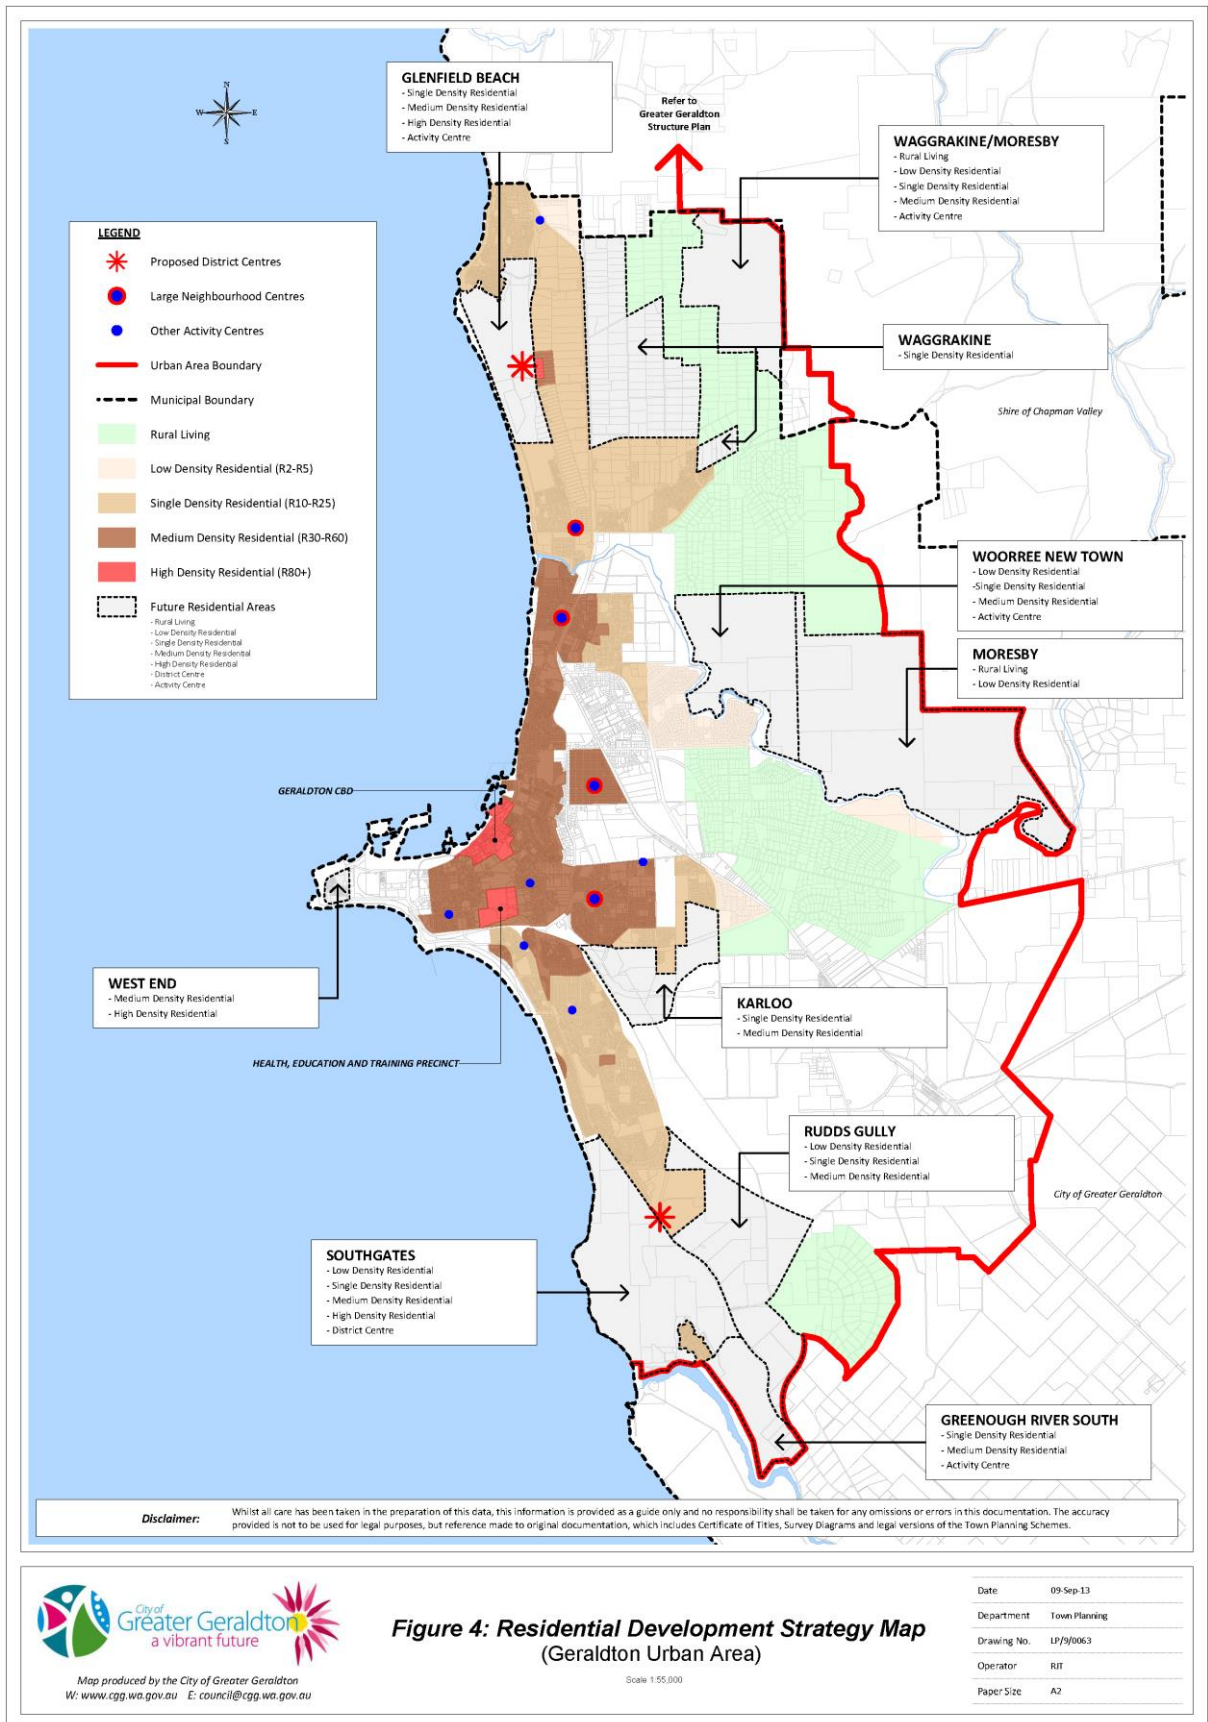 GLENFIELD BEACH
- Single Density Residential
- Medium Density Residential
- High Density Residential
- Activity Centre
N
W
E
S
Refer to
Greater Geraldton
Structure Plan
WAGGRAKINE/MORESBY
- Rural Living
- Low Density Residential
- Single Density Residential
- Medium Density Residential
- Activity Centre
LEGEND
Proposed District Centres
Large Neighbourhood Centres
Other Activity Centres
Urban Area Boundary
Municipal Boundary
Rural Living
Low Density Residential (R2-R5)
Single Density Residential (R10-R25)
Medium Density Residential (R30-R60)
High Density Residential (R80+)
Future Residential Areas
- Rural Living
- Low Density Residential
- Single Density Residential
- Medium Density Residential
- High Density Residential
- District Centre
- Activity Centre
WAGGRAKINE
- Single Density Residential
Shire of Chapman Valley
WOORREE NEW TOWN
- Low Density Residential
-Single Density Residential
- Medium Density Residential
- Activity Centre
MORESBY
- Rural Living
- Low Density Residential
GERALDTON CBD
WEST END
- Medium Density Residential
- High Density Residential
KARLOO
- Single Density Residential
- Medium Density Residential
HEALTH, EDUCATION AND TRAINING PRECINCT
RUDDS GULLY
- Low Density Residential
- Single Density Residential
- Medium Density Residential
City of Greater Geraldton
SOUTHGATES
- Low Density Residential
- Single Density Residential
- Medium Density Residential
- High Density Residential
- District Centre
GREENOUGH RIVER SOUTH
- Single Density Residential
- Medium Density Residential
- Activity Centre
Disclaimer:
Whilst all care has been taken in the preparation of this data, this information is provided as a guide only and no responsibility shall be taken for any omissions or errors in this documentation. The accuracy
provided is not to be used for legal purposes, but reference made to original documentation, which includes Certificate of Titles, Survey Diagrams and legal versions of the Town Planning Schemes.
City of
Greater Geraldton
a vibrant future
Map produced by the City of Greater Geraldton
W: www.cgg.wa.gov.au E: council@cgg.wa.gov.au
Figure 4: Residential Development Strategy Map
(Geraldton Urban Area)
Scale 1:55,000
Date 09-Sep-13
Department Town Planning
Drawing No. LP/9/0063
Operator RJT
Paper Size A2